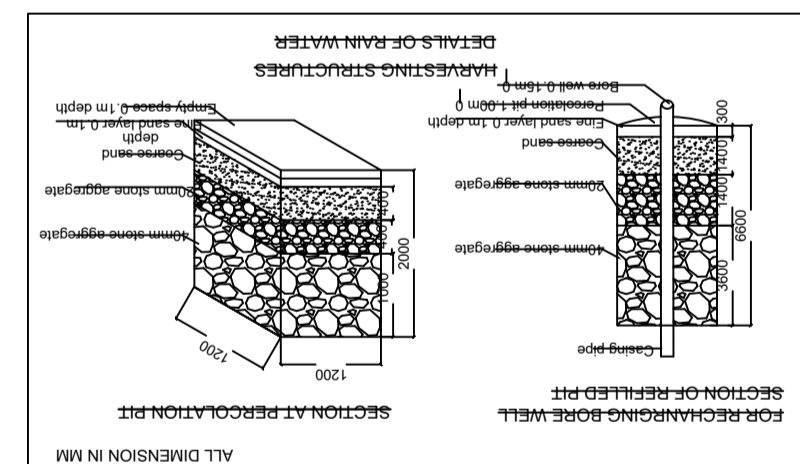 DETAILS OF RAIN WATER
HARVESTING STRUCTURES
Empty space 0.1m depth
Fine sand layer 0.1m
depth
Coarse sand
20mm stone aggregate
40mm stone aggregate
400
400
1000
2000
1200
1200
SECTION AT PERCOLATION PIT
ALL DIMENSION IN MM
Bore well 0.15m 0
Percolation pit 1.00m 0
Fine sand layer 0.1m depth
Coarse sand
20mm stone aggregate
40mm stone aggregate
Casing pipe
300
1400
1400
3600
6600
SECTION OF REFILLED PIT
FOR RECHANRGING BORE WELL